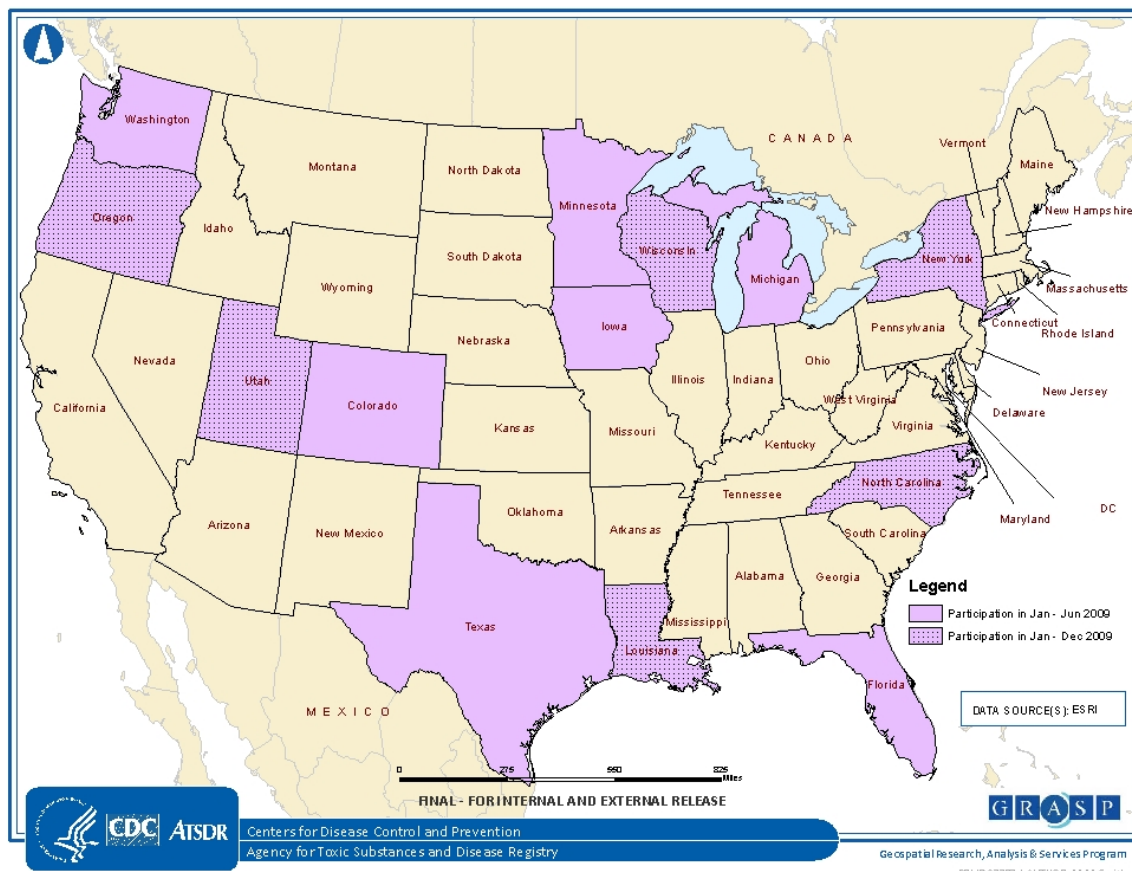 CANADA
Washington
Vermont
Maine
Montana
North Dakota
Minnesota
New Hampshire
Oregon
Idaho
Wisconsin
New York
South Dakota
Michigan
Massachusetts
Wyoming
Connecticut
Rhode Island
Iowa
Pennsylvania
Nebraska
Nevada
Ohio
Utah
Illinois
Indiana
New Jersey
California
Colorado
West Virginia
Delaware
Kansas
Missouri
Virginia
Kentucky
North Carolina
Tennessee
DC
Oklahoma
Maryland
Arizona
New Mexico
Arkansas
South Carolina
Alabama
Georgia
Texas
Mississippi
Louisiana
Florida
MEXICO
Legend
Participation in Jan - Jun 2009
Participation in Jan - Dec 2009
DATA SOURCE(S): ESRI
0 275 550 825
Miles
FINAL - FOR INTERNAL AND EXTERNAL RELEASE
GRASP
CDC ATSDR
Centers for Disease Control and Prevention
Agency for Toxic Substances and Disease Registry
Geospatial Research, Analysis & Services Program